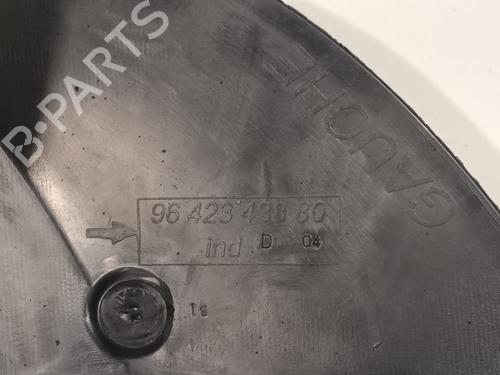 B-PARTS
GAUCHE
96 423 438 80
ind D 04